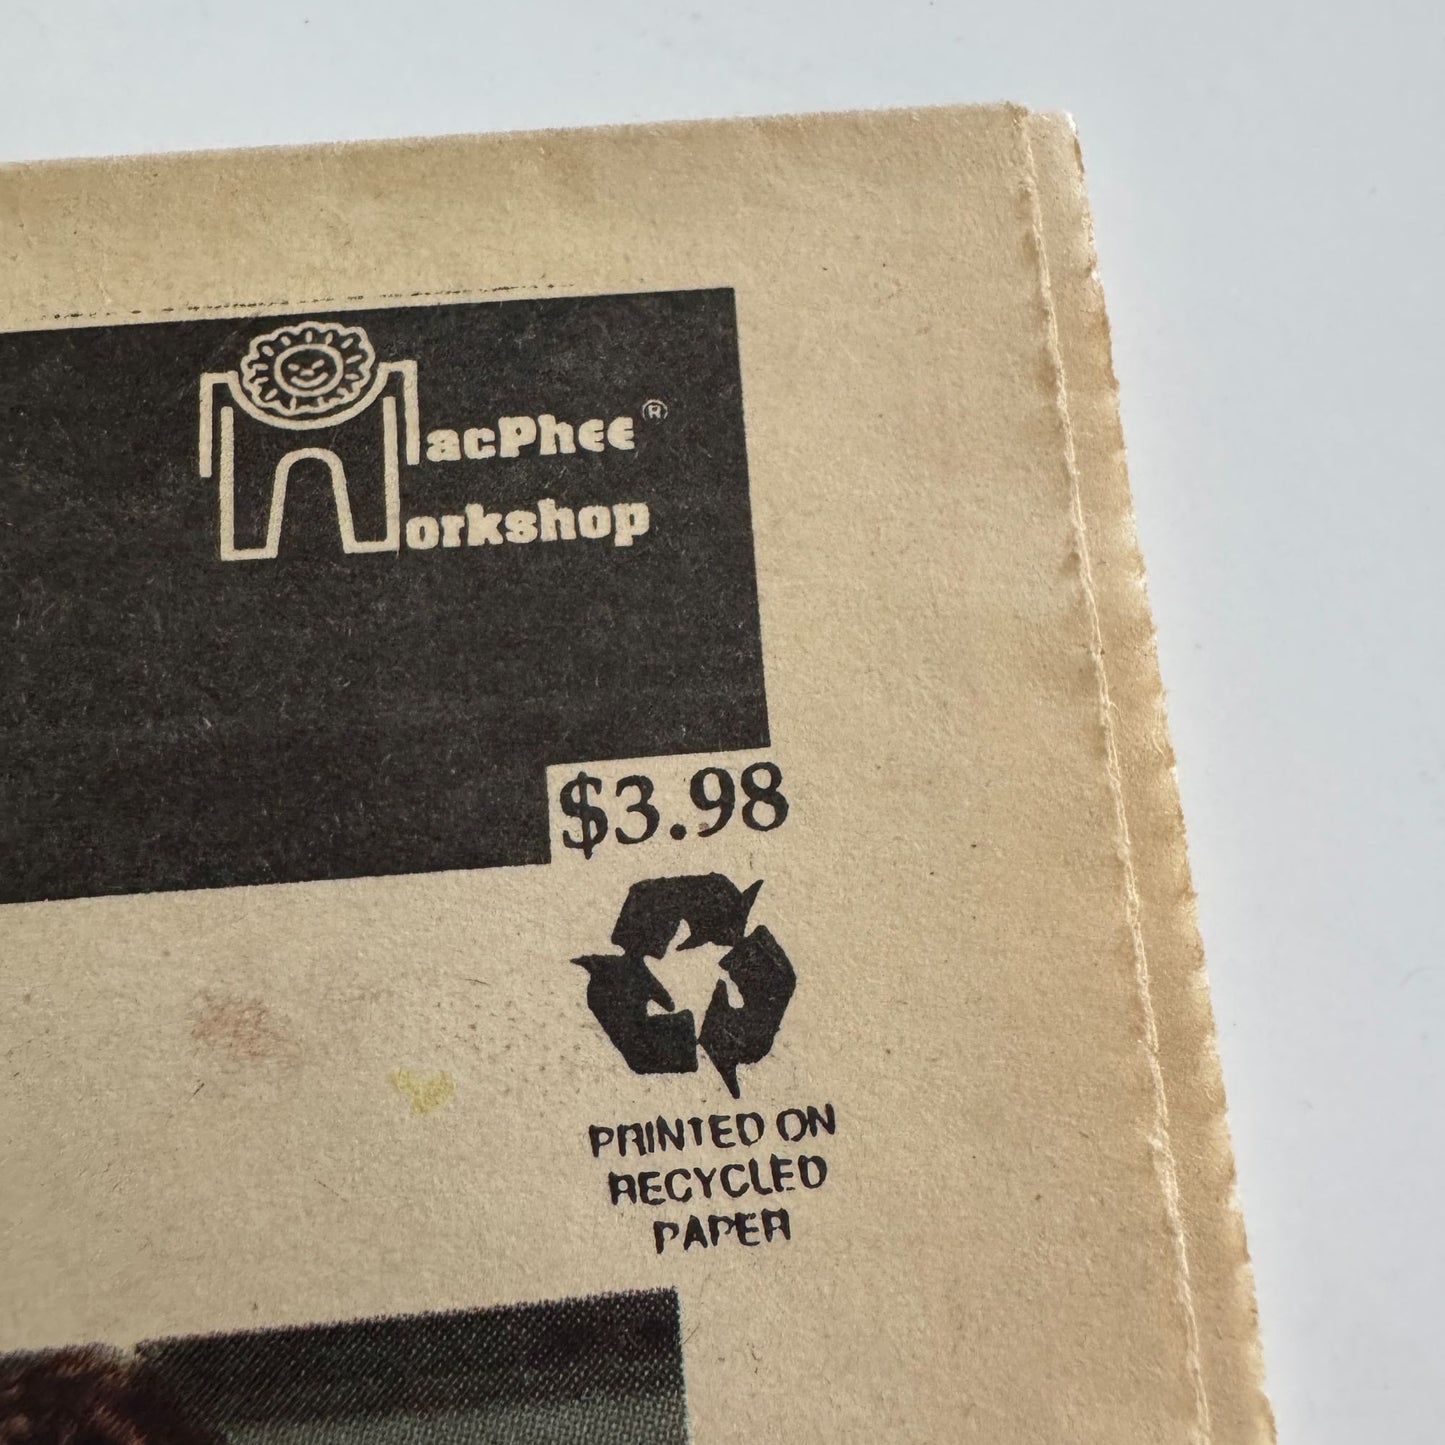 MacPhee®
Workshop
$3.98
PRINTED ON
RECYCLED
PAPER